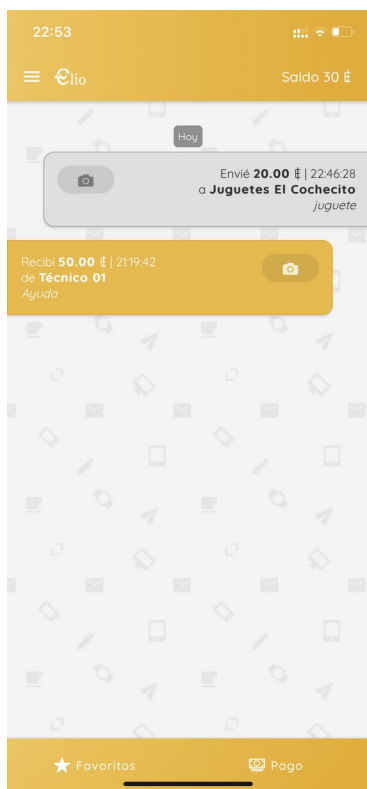 22:53
Elio
Saldo 30 ₡
Hoy
Envié 20.00 ₡ | 22:46:28
a Juguetes El Cochecito
juguete
Recibí 50.00 ₡ | 21:19:42
de Técnico 01
Ayuda
Favoritos
Pago